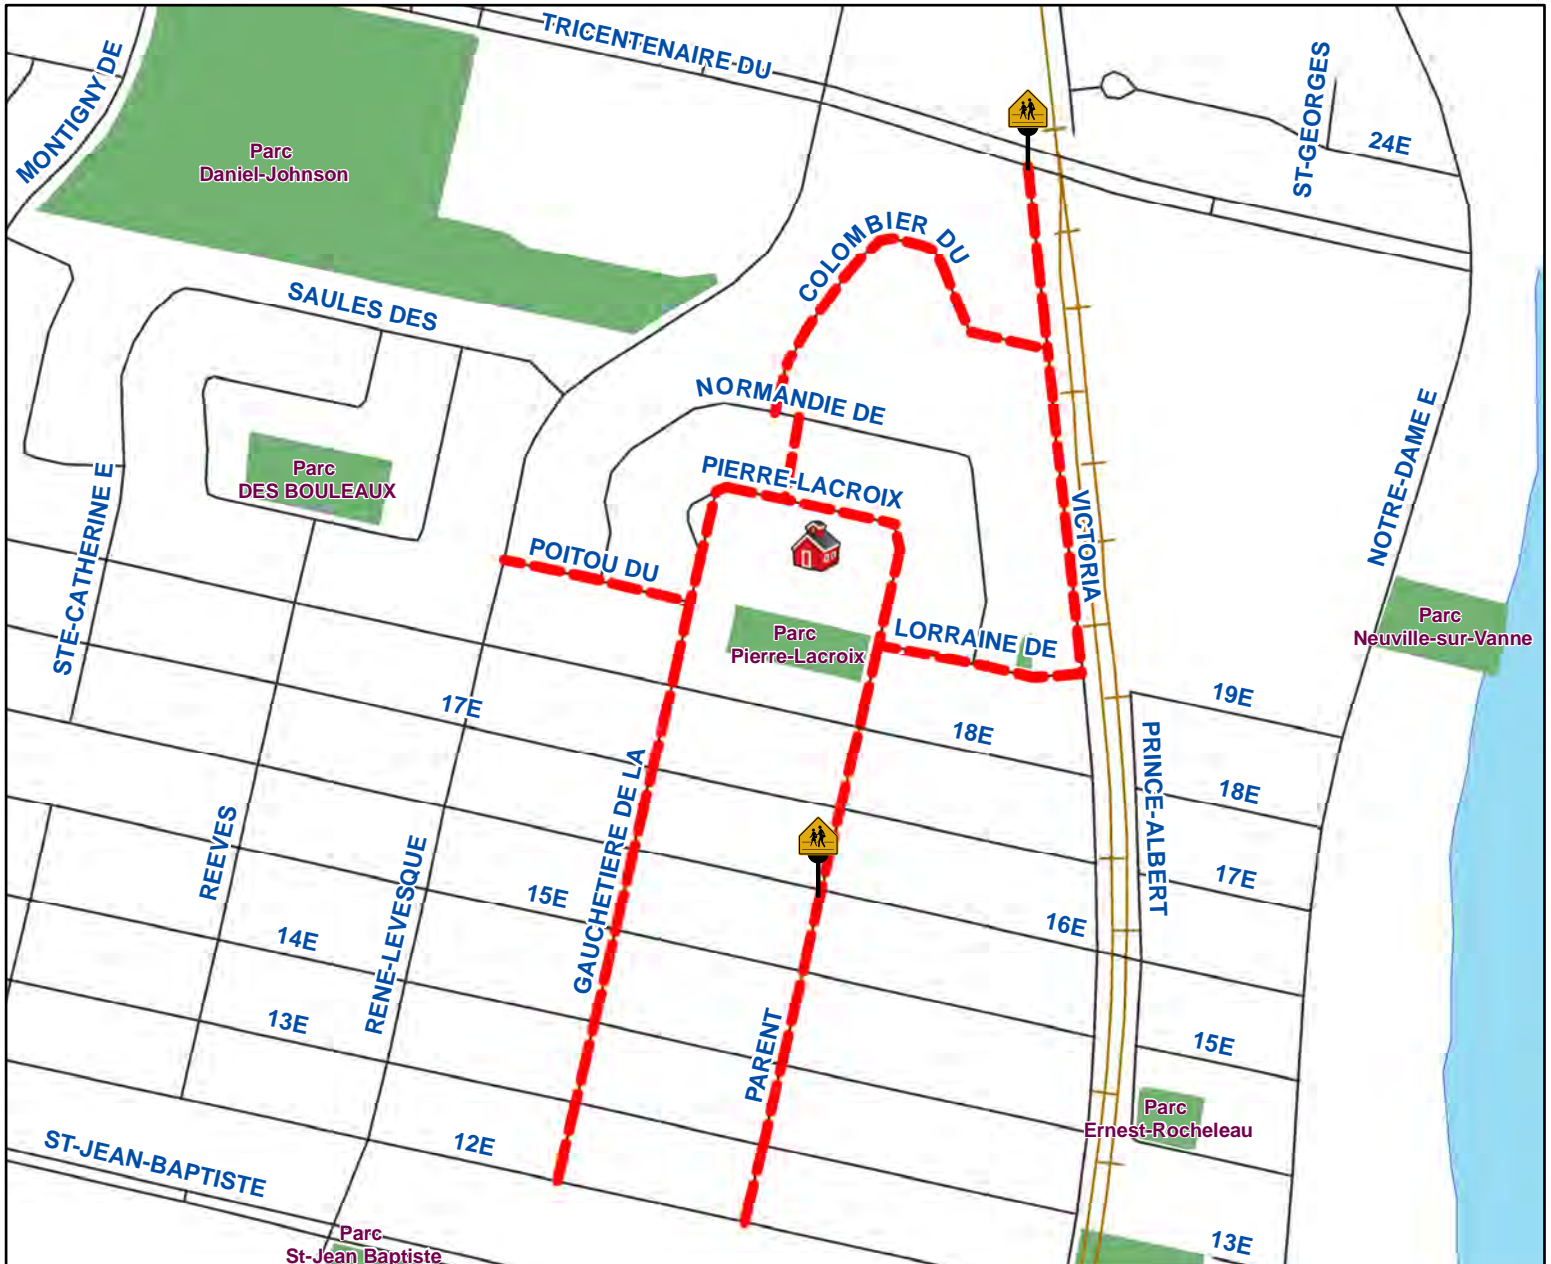 TRICENTENAIRE DU
MONTIGNY DE
ST-GEORGES
24E
Parc
Daniel-Johnson
COLOMBIER DU
SAULES DES
NORMANDIE DE
NOTRE-DAME E
Parc
DES BOULEAUX
PIERRE-LACROIX
STE-CATHERINE E
VICTORIA
POITOU DU
Parc
Pierre-Lacroix
LORRAINE DE
Parc
Neuville-sur-Vanne
17E
18E
19E
PRINCE-ALBERT
18E
GAUCHETIERE DE LA
REEVES
RENE-LEVESQUE
17E
15E
16E
14E
13E
PARENT
15E
Parc
Ernest-Rocheleau
12E
ST-JEAN-BAPTISTE
Parc
St-Jean Baptiste
13E